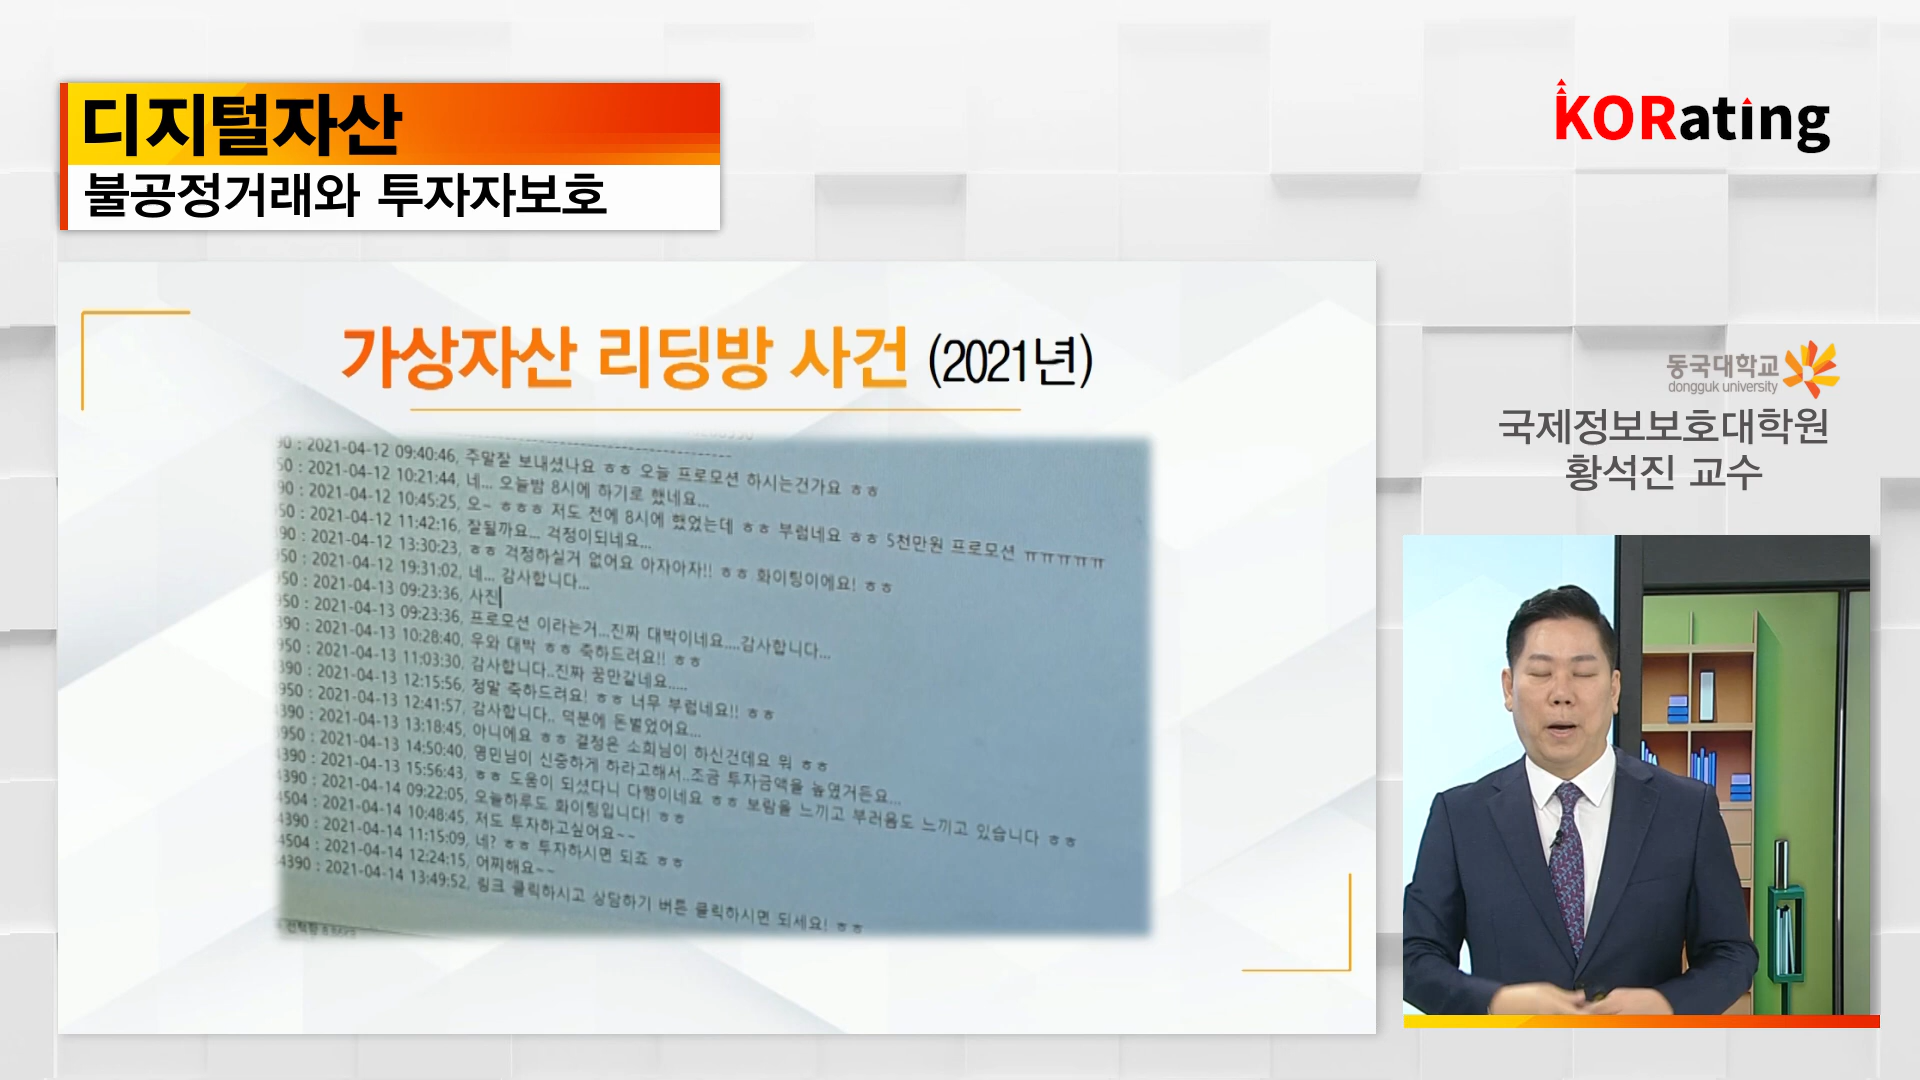 디지털자산
불공정거래와 투자자보호
KORating
가상자산 리딩방 사건 (2021년)
90 : 2021-04-12 09:40:46, 주말잘 보내셨나요 ㅎㅎ 오늘 프로모션 하시는건가요 ㅎㅎ
50 : 2021-04-12 10:21:44, 네... 오늘밤 8시에 하기로 했네요...
90 : 2021-04-12 10:45:25, 오~ ㅎㅎㅎ 저도 전에 8시에 했었는데 ㅎㅎ 부럽네요 ㅎㅎ 5천만원 프로모션 ㅠㅠㅠㅠㅠ
50 : 2021-04-12 11:42:16, 잘될까요... 걱정이되네요...
90 : 2021-04-12 13:30:23, ㅎㅎ 걱정하실거 없어요 아자아자!! ㅎㅎ 화이팅이에요! ㅎㅎ
950 : 2021-04-12 19:31:02, 네... 감사합니다...
950 : 2021-04-13 09:23:36, 사진
950 : 2021-04-13 09:23:36, 프로모션 이라는거...진짜 대박이네요....감사합니다...
390 : 2021-04-13 10:28:40, 우와 대박 ㅎㅎ 축하드려요!! ㅎㅎ
950 : 2021-04-13 11:03:30, 감사합니다..진짜 꿈만같네요.....
390 : 2021-04-13 12:15:56, 정말 축하드려요! ㅎㅎ 너무 부럽네요!! ㅎㅎ
950 : 2021-04-13 12:41:57, 감사합니다.. 덕분에 돈벌었어요...
390 : 2021-04-13 13:18:45, 아니에요 ㅎㅎ 결정은 소희님이 하신건데요 뭐 ㅎㅎ
950 : 2021-04-13 14:50:40, 영민님이 신중하게 하라고해서..조금 투자금액을 높였거든요...
4390 : 2021-04-13 15:56:43, ㅎㅎ 도움이 되셨다니 다행이네요 ㅎㅎ 보람을 느끼고 부러움도 느끼고 있습니다 ㅎㅎ
4390 : 2021-04-14 09:22:05, 오늘하루도 화이팅입니다! ㅎㅎ
4504 : 2021-04-14 10:48:45, 저도 투자하고싶어요~~
4390 : 2021-04-14 11:15:09, 네? ㅎㅎ 투자하시면 되죠 ㅎㅎ
4504 : 2021-04-14 12:24:15, 어찌해요~~
4390 : 2021-04-14 13:49:52, 링크 클릭하시고 상담하기 버튼 클릭하시면 되세요! ㅎㅎ
동국대학교
dongguk university
국제정보보호대학원
황석진 교수